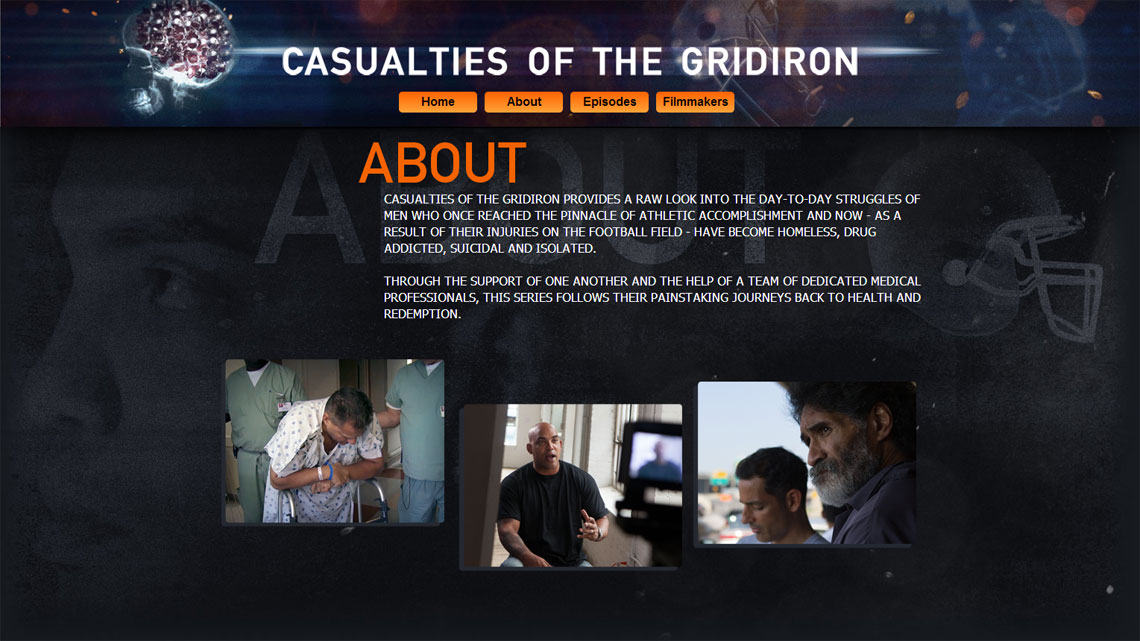 CASUALTIES OF THE GRIDIRON
Home About Episodes Filmmakers
ABOUT
ABOUT
CASUALTIES OF THE GRIDIRON PROVIDES A RAW LOOK INTO THE DAY-TO-DAY STRUGGLES OF
MEN WHO ONCE REACHED THE PINNACLE OF ATHLETIC ACCOMPLISHMENT AND NOW - AS A
RESULT OF THEIR INJURIES ON THE FOOTBALL FIELD - HAVE BECOME HOMELESS, DRUG
ADDICTED, SUICIDAL AND ISOLATED.
THROUGH THE SUPPORT OF ONE ANOTHER AND THE HELP OF A TEAM OF DEDICATED MEDICAL
PROFESSIONALS, THIS SERIES FOLLOWS THEIR PAINSTAKING JOURNEYS BACK TO HEALTH AND
REDEMPTION.